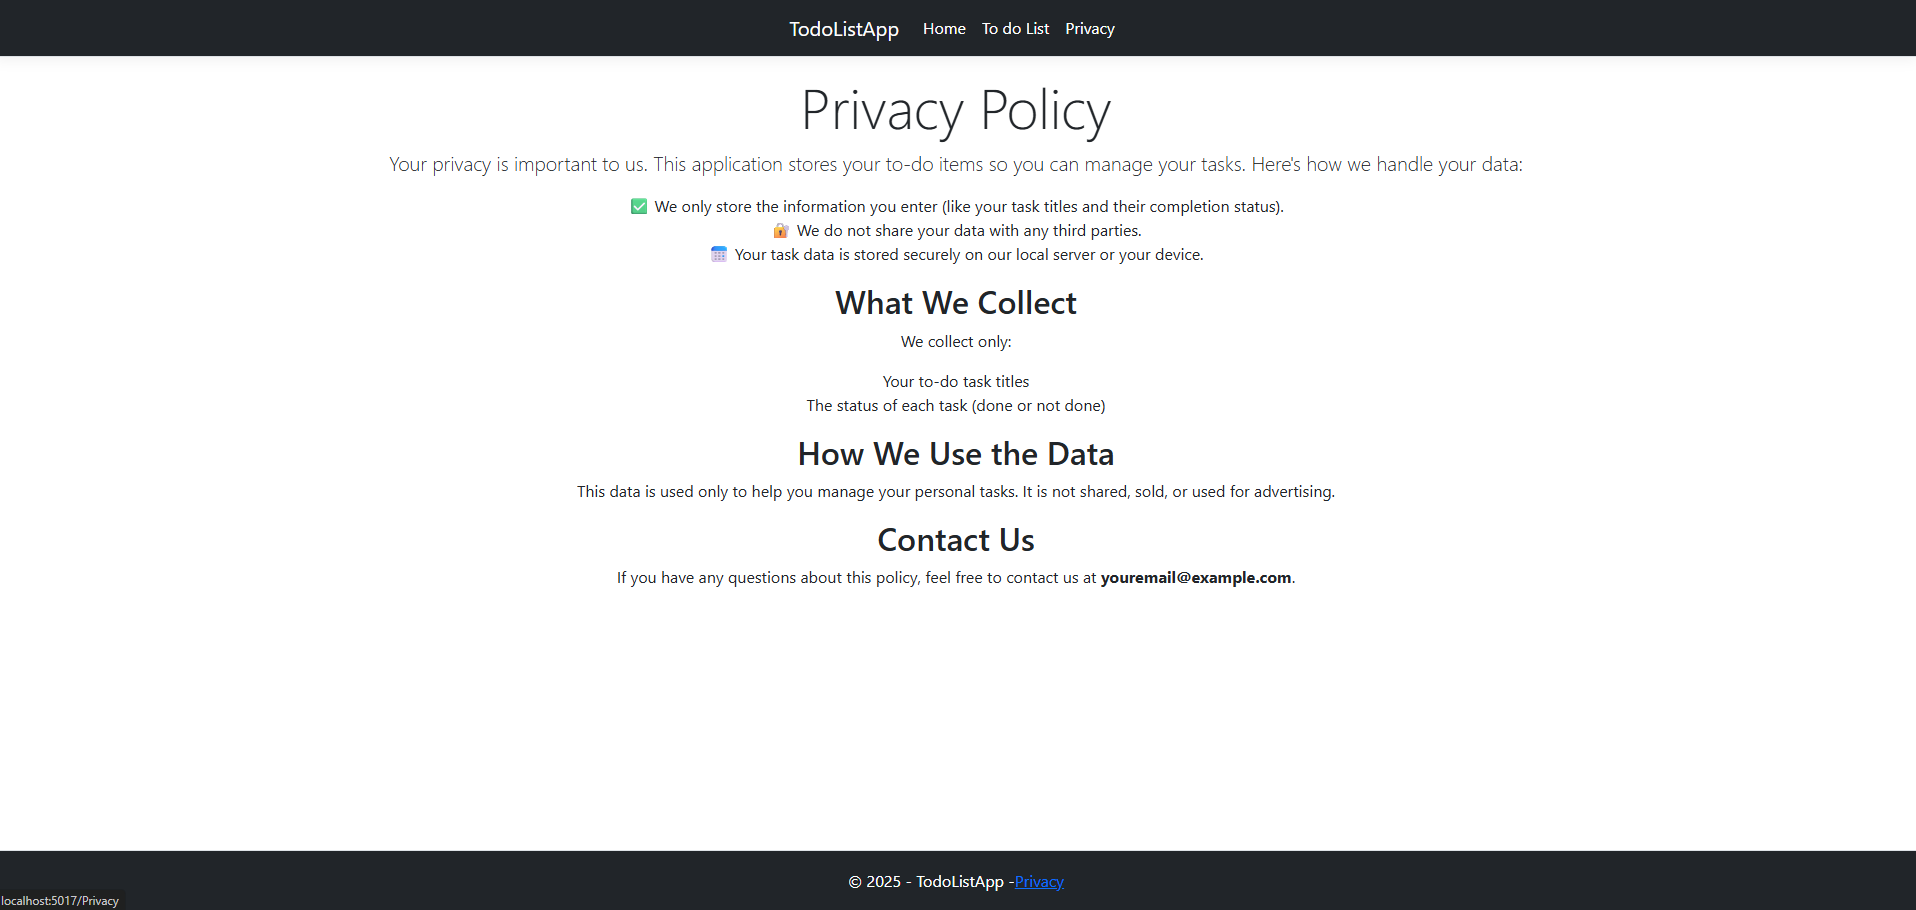 TodoListApp Home To do List Privacy
Privacy Policy
Your privacy is important to us. This application stores your to-do items so you can manage your tasks. Here's how we handle your data:
✅ We only store the information you enter (like your task titles and their completion status).
🔐 We do not share your data with any third parties.
🗓️ Your task data is stored securely on our local server or your device.
What We Collect
We collect only:
Your to-do task titles
The status of each task (done or not done)
How We Use the Data
This data is used only to help you manage your personal tasks. It is not shared, sold, or used for advertising.
Contact Us
If you have any questions about this policy, feel free to contact us at youremail@example.com.
© 2025 - TodoListApp -Privacy
localhost:5017/Privacy